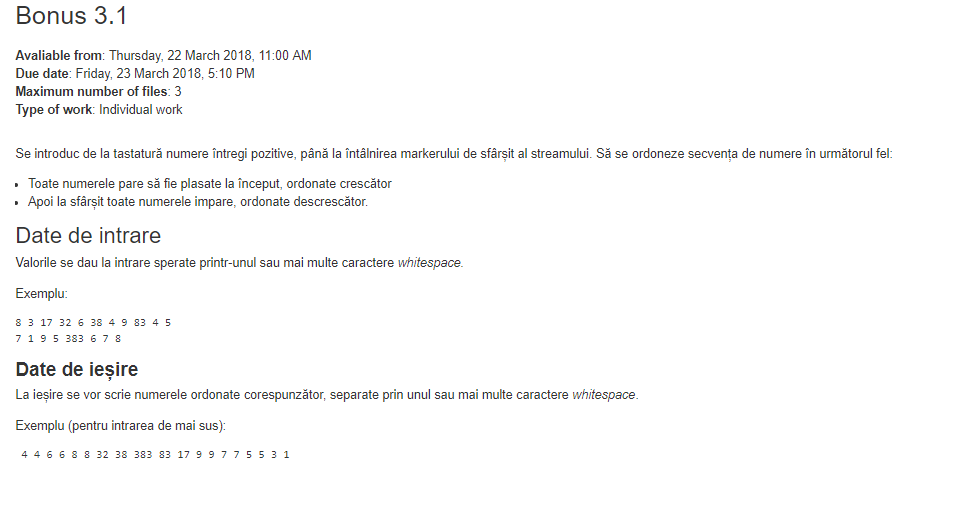 Bonus 3.1
Avaliable from: Thursday, 22 March 2018, 11:00 AM
Due date: Friday, 23 March 2018, 5:10 PM
Maximum number of files: 3
Type of work: Individual work
Se introduc de la tastatură numere întregi pozitive, până la întâlnirea markerului de sfârșit al streamului. Să se ordoneze secvența de numere în următorul fel:
• Toate numerele pare să fie plasate la început, ordonate crescător
• Apoi la sfârșit toate numerele impare, ordonate descrescător.
Date de intrare
Valorile se dau la intrare sperate printr-unul sau mai multe caractere whitespace.
Exemplu:
8 3 17 32 6 38 4 9 83 4 5
7 1 9 5 383 6 7 8
Date de ieșire
La ieșire se vor scrie numerele ordonate corespunzător, separate prin unul sau mai multe caractere whitespace.
Exemplu (pentru intrarea de mai sus):
4 4 6 6 8 8 32 38 383 83 17 9 9 7 7 5 5 3 1